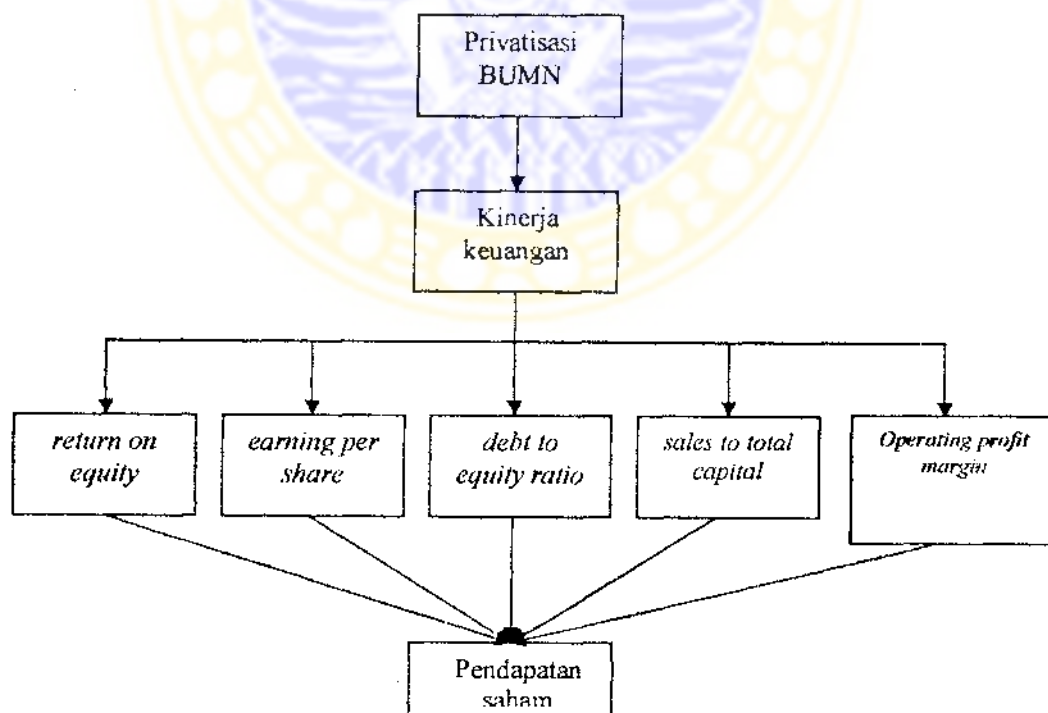 Privatisasi
BUMN
Kinerja
keuangan
return on
equity
earning per
share
debt to
equity ratio
sales to total
capital
Operating profit
margin
Pendapatan
saham